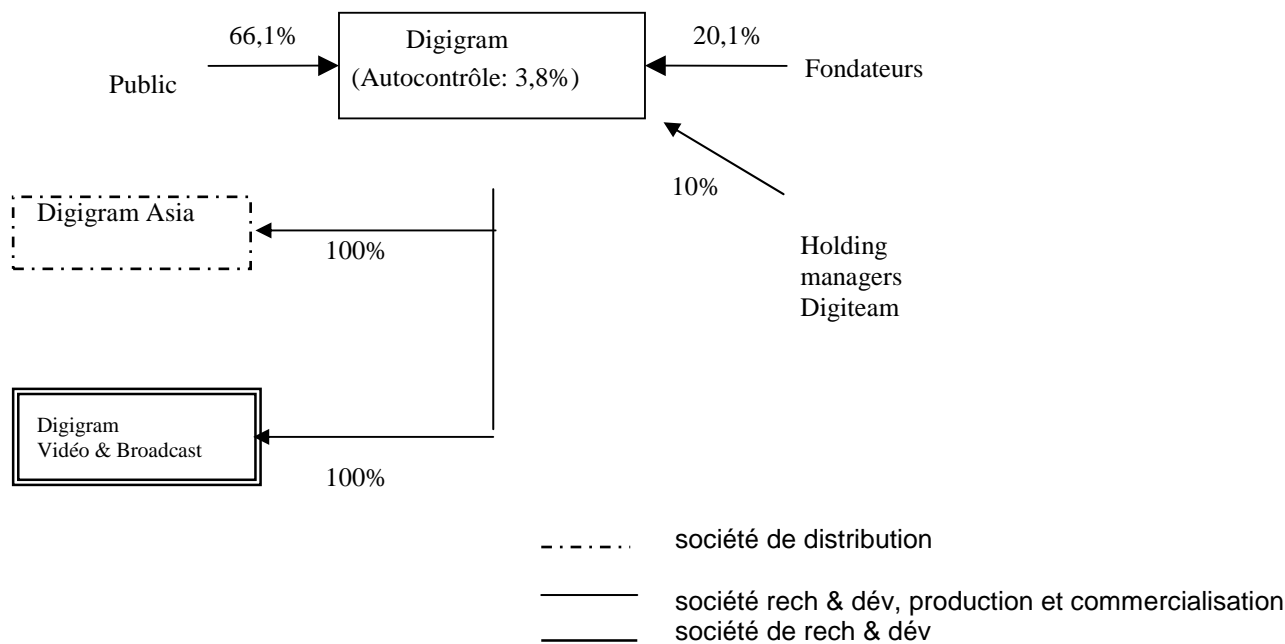 66,1%
Digigram
20,1%
Public
(Autocontrôle: 3,8%)
Fondateurs
10%
Digigram Asia
100%
Holding
managers
Digiteam
Digigram
Vidéo & Broadcast
100%
société de distribution
société rech & dév, production et commercialisation
société de rech & dév